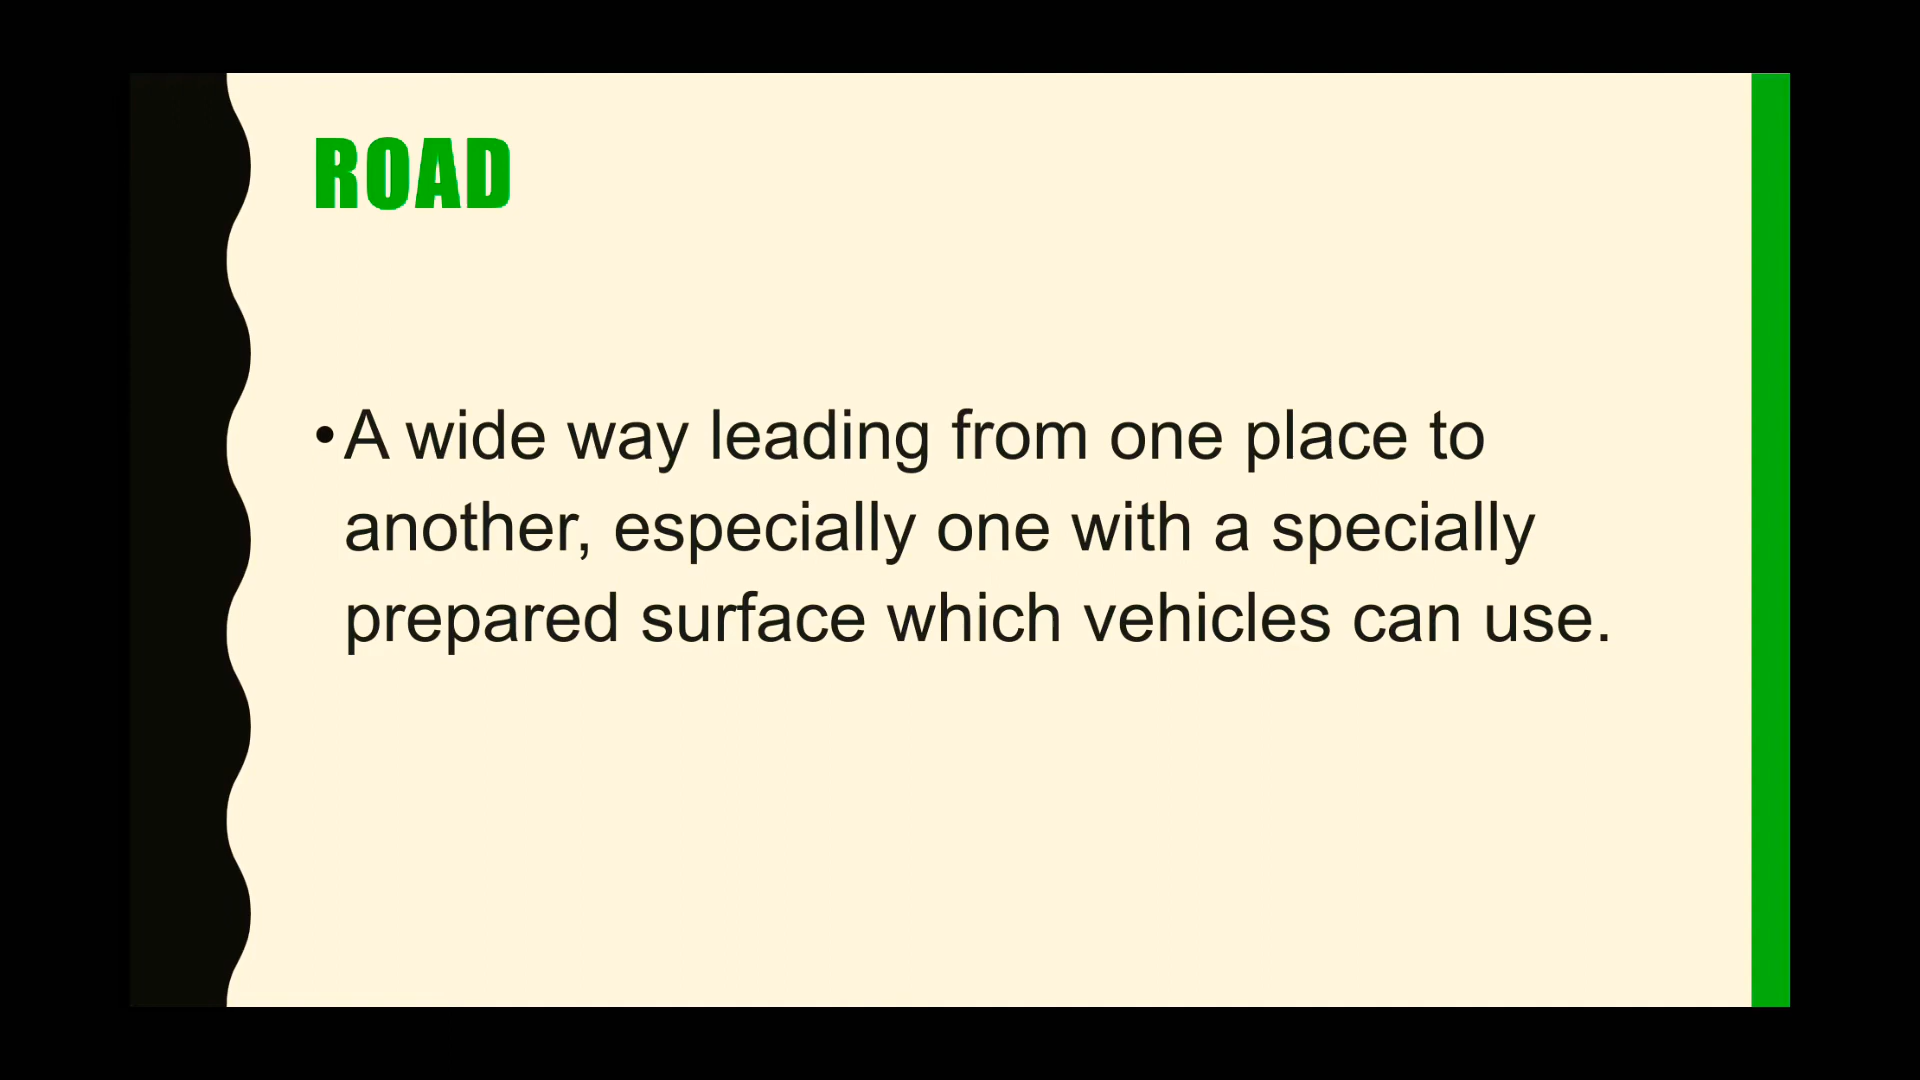 ROAD
•A wide way leading from one place to
another, especially one with a specially
prepared surface which vehicles can use.